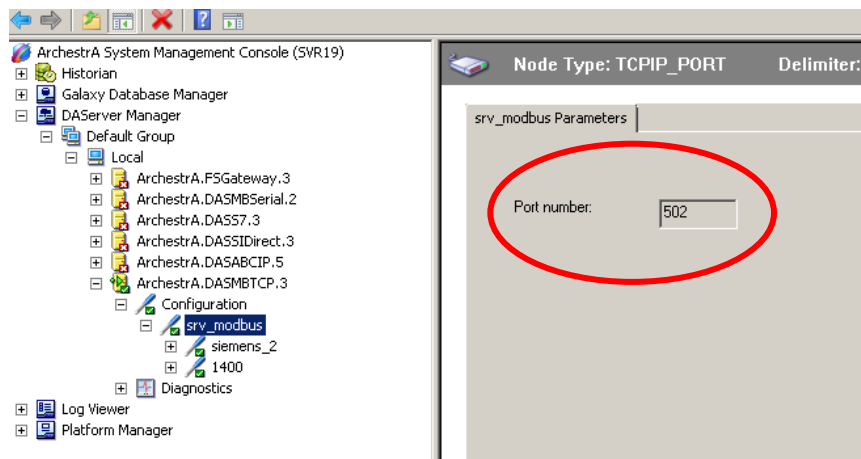 ArchestrA System Management Console (SVR19)
Historian
Galaxy Database Manager
DAServer Manager
Default Group
Local
ArchestrA.FSGateway.3
ArchestrA.DASMBSerial.2
ArchestrA.DASS7.3
ArchestrA.DASSIDirect.3
ArchestrA.DASABCIP.5
ArchestrA.DASMBTCP.3
Configuration
srv_modbus
siemens_2
1400
Diagnostics
Log Viewer
Platform Manager
Node Type: TCPIP_PORT Delimiter:
srv_modbus Parameters
Port number: 502